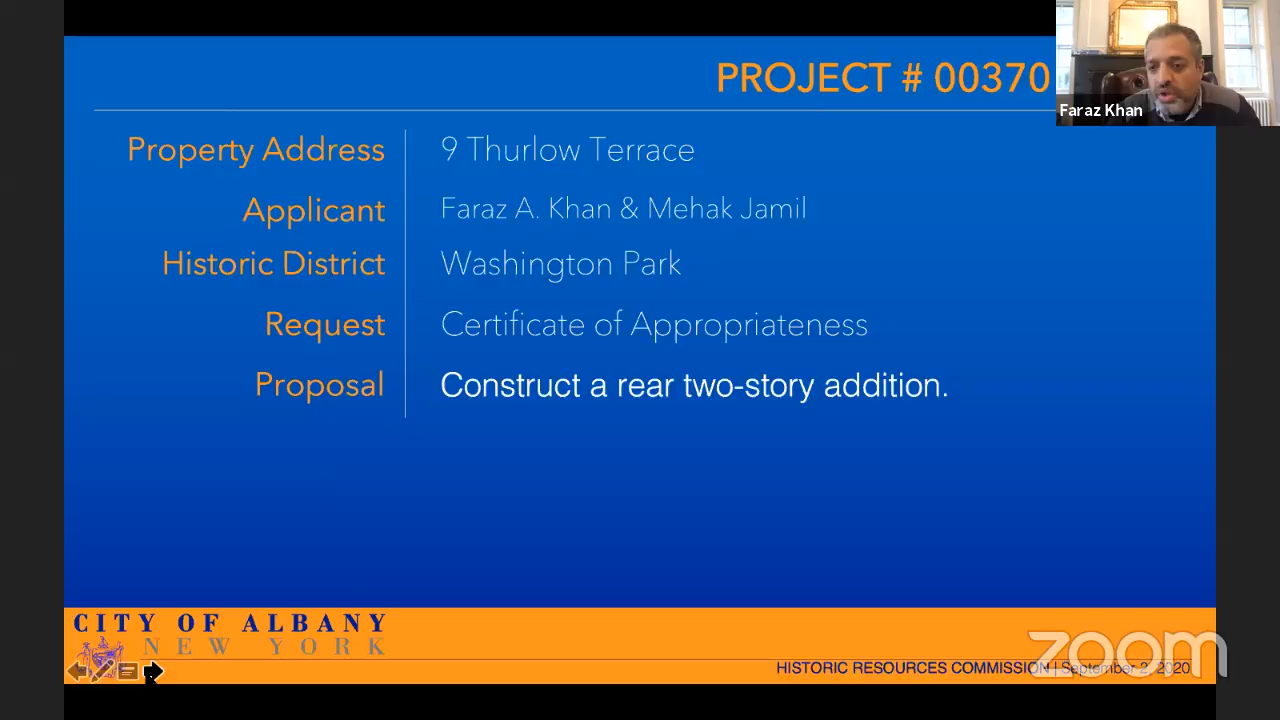 PROJECT # 00370
Faraz Khan
Property Address 9 Thurlow Terrace
Applicant Faraz A. Khan & Mehak Jamil
Historic District Washington Park
Request Certificate of Appropriateness
Proposal Construct a rear two-story addition.
CITY OF ALBANY
NEW YORK
HISTORIC RESOURCES COMMISSION | September 2, 2020
zoom